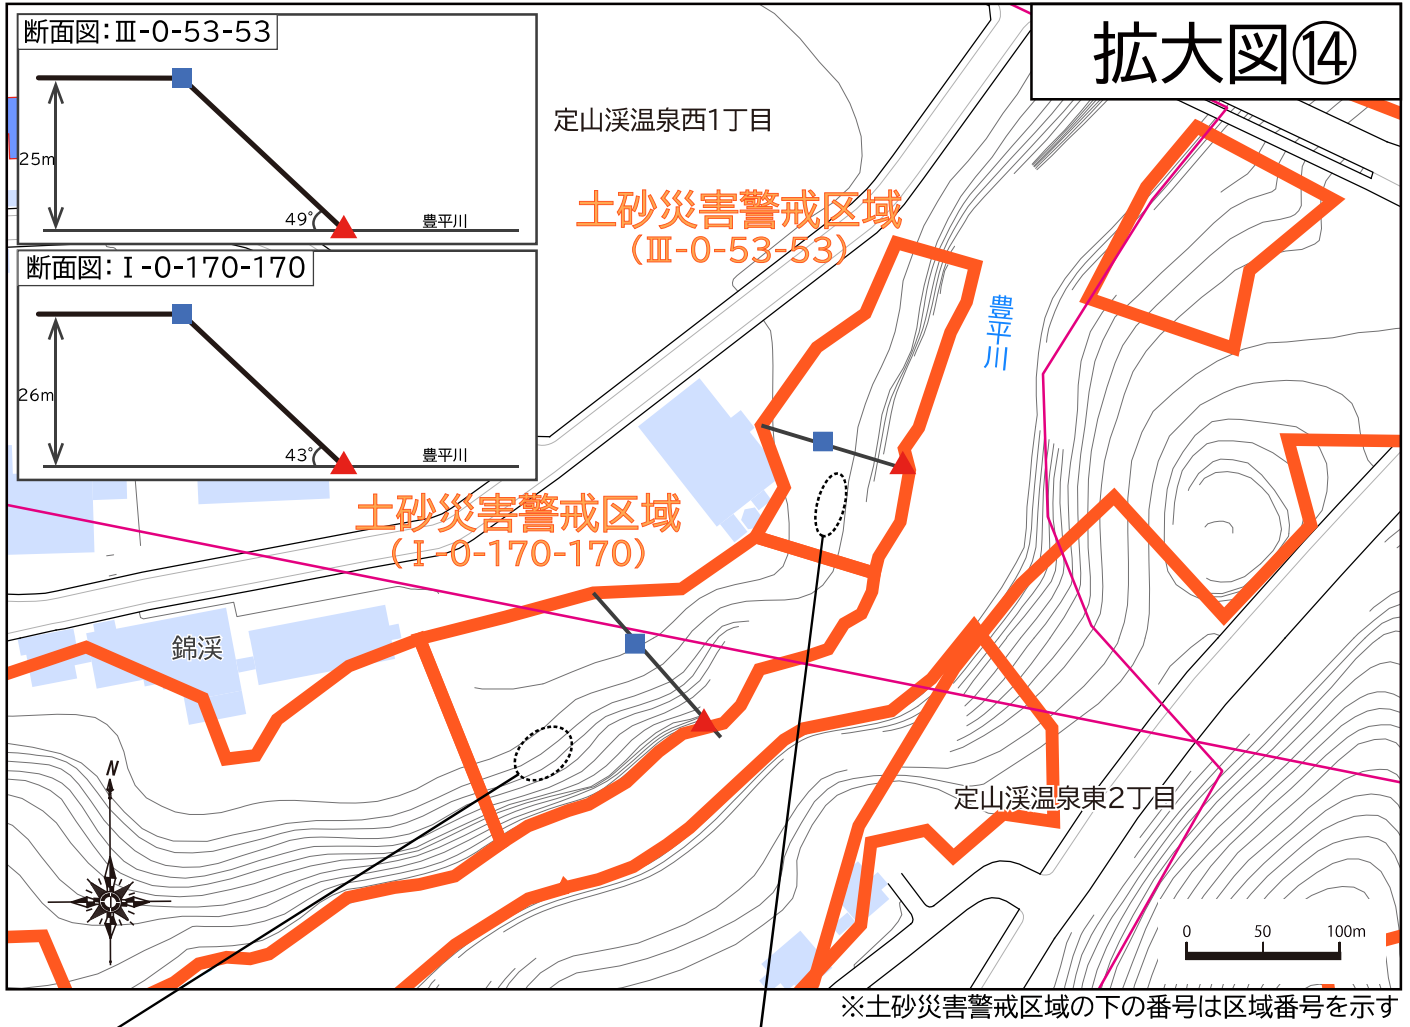 断面図：Ⅲ-0-53-53
25m
49°
豊平川
断面図：Ⅰ-0-170-170
26m
43°
豊平川
拡大図⑭
定山渓温泉西1丁目
土砂災害警戒区域
（Ⅲ-0-53-53）
豊平川
土砂災害警戒区域
（Ⅰ-0-170-170）
錦渓
定山渓温泉東2丁目
N
0 50 100m
※土砂災害警戒区域の下の番号は区域番号を示す